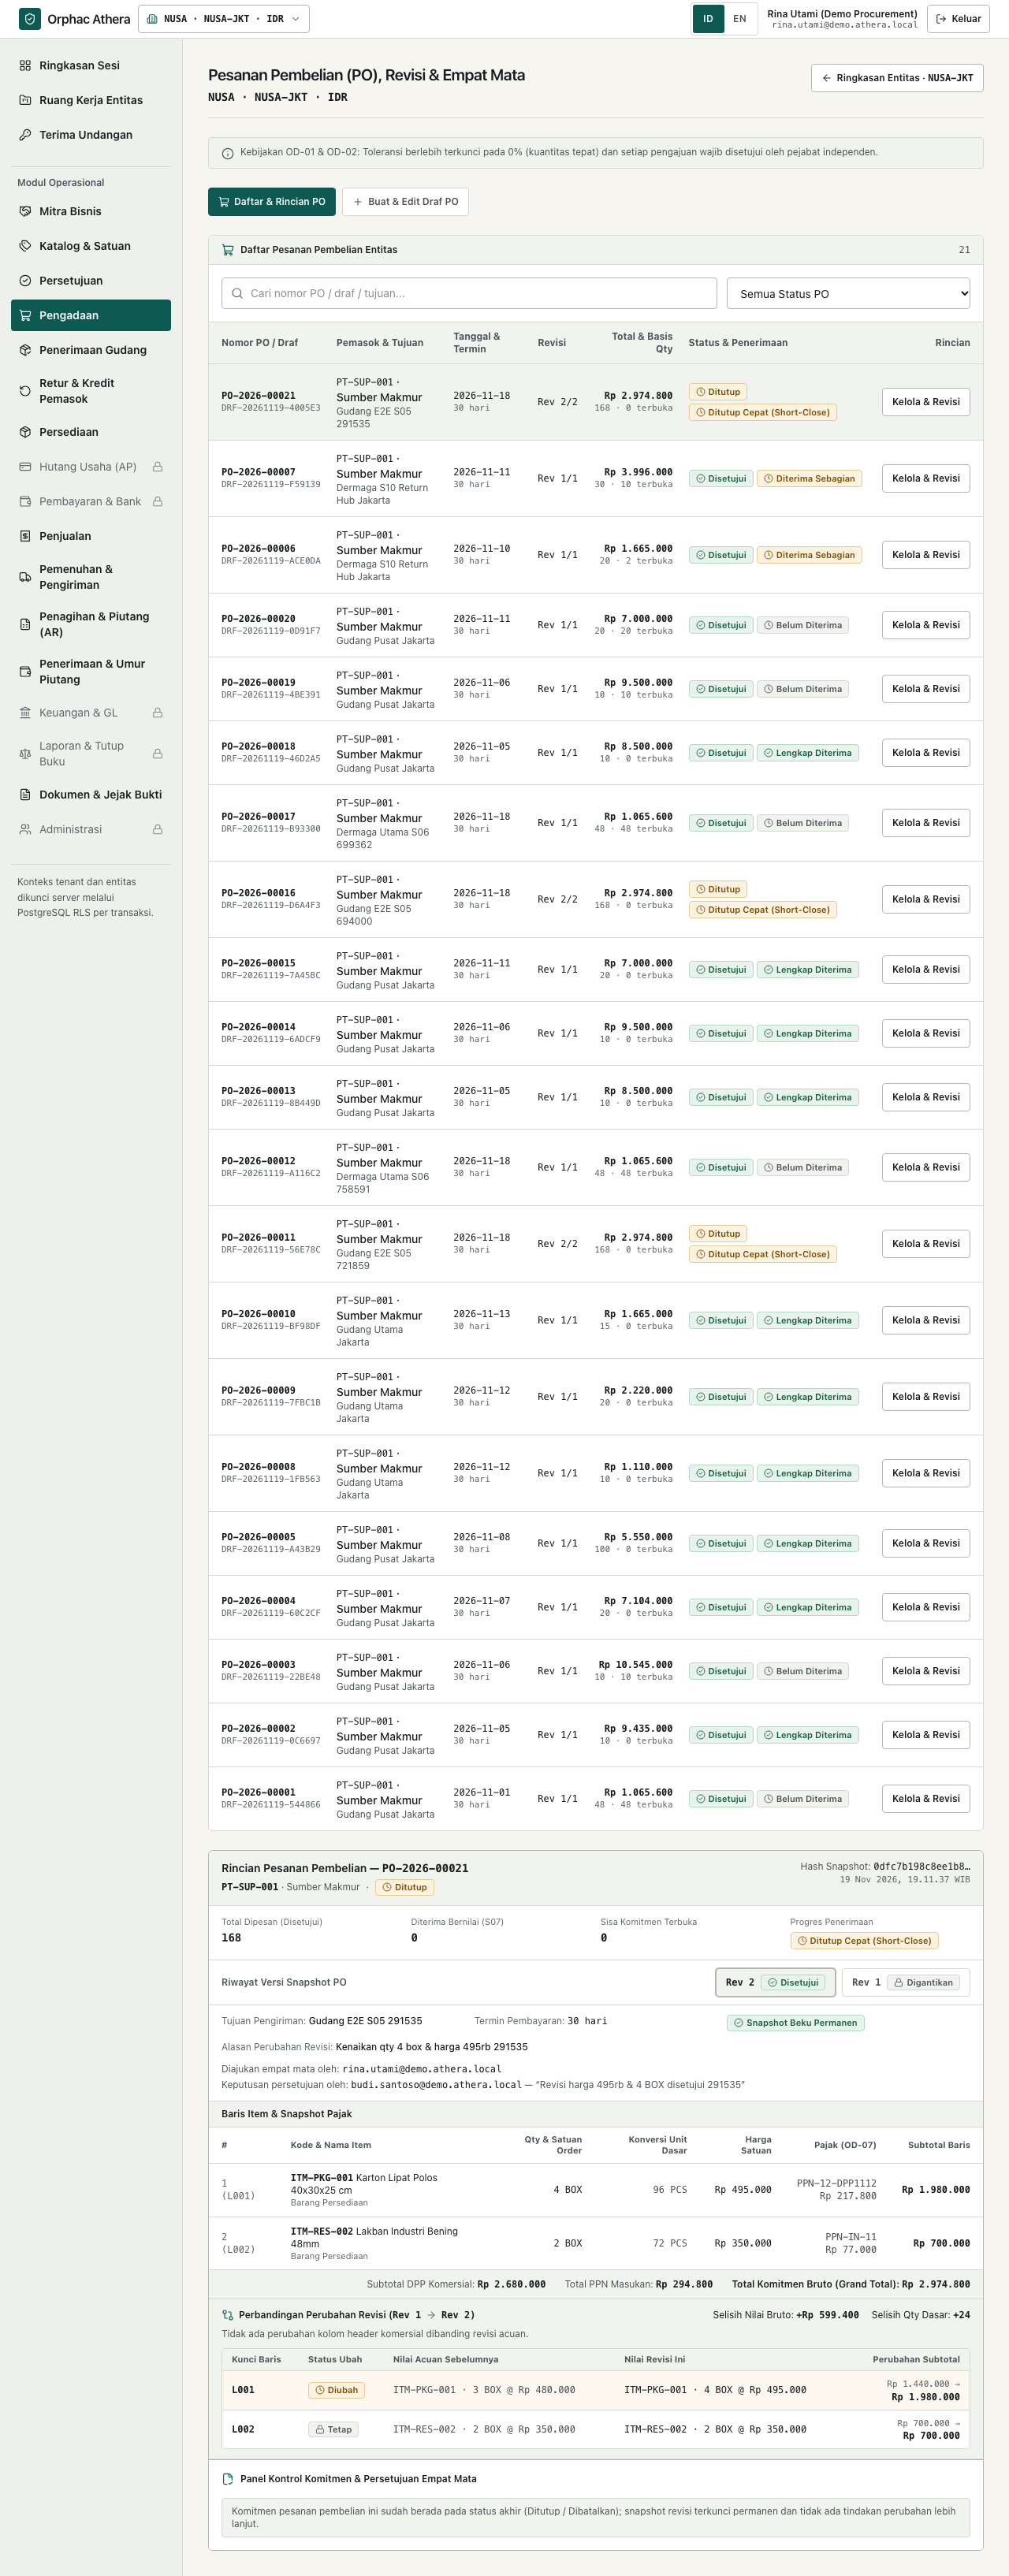 Orphac Athera
NUSA · NUSA-JKT · IDR
ID EN
Rina Utami (Demo Procurement)
rina.utami@demo.athera.local
Keluar
Ringkasan Sesi
Ruang Kerja Entitas
Terima Undangan
Modul Operasional
Mitra Bisnis
Katalog & Satuan
Persetujuan
Pengadaan
Penerimaan Gudang
Retur & Kredit
Pemasok
Persediaan
Hutang Usaha (AP)
Pembayaran & Bank
Penjualan
Pemenuhan &
Pengiriman
Penagihan & Piutang
(AR)
Penerimaan & Umur
Piutang
Keuangan & GL
Laporan & Tutup
Buku
Dokumen & Jejak Bukti
Administrasi
Konteks tenant dan entitas
dikunci server melalui
PostgreSQL RLS per transaksi.
Pesanan Pembelian (PO), Revisi & Empat Mata
NUSA · NUSA-JKT · IDR
Ringkasan Entitas · NUSA-JKT
Kebijakan OD-01 & OD-02: Toleransi berlebih terkunci pada 0% (kuantitas tepat) dan setiap pengajuan wajib disetujui oleh pejabat independen.
Daftar & Rincian PO
Buat & Edit Draf PO
Daftar Pesanan Pembelian Entitas 21
Cari nomor PO / draf / tujuan...
Semua Status PO
Nomor PO / Draf Pemasok & Tujuan Tanggal & Termin Revisi Total & Basis Qty Status & Penerimaan Rincian
PO-2026-00021 DRF-20261119-4005E3 PT-SUP-001 · Sumber Makmur Gudang E2E S05 291535 2026-11-18 30 hari Rev 2/2 Rp 2.974.800 168 · 0 terbuka Ditutup Ditutup Cepat (Short-Close) Kelola & Revisi
PO-2026-00007 DRF-20261119-F59139 PT-SUP-001 · Sumber Makmur Dermaga S10 Return Hub Jakarta 2026-11-11 30 hari Rev 1/1 Rp 3.996.000 30 · 10 terbuka Disetujui Diterima Sebagian Kelola & Revisi
PO-2026-00006 DRF-20261119-ACE0DA PT-SUP-001 · Sumber Makmur Dermaga S10 Return Hub Jakarta 2026-11-10 30 hari Rev 1/1 Rp 1.665.000 20 · 2 terbuka Disetujui Diterima Sebagian Kelola & Revisi
PO-2026-00020 DRF-20261119-0D91F7 PT-SUP-001 · Sumber Makmur Gudang Pusat Jakarta 2026-11-11 30 hari Rev 1/1 Rp 7.000.000 20 · 20 terbuka Disetujui Belum Diterima Kelola & Revisi
PO-2026-00019 DRF-20261119-4BE391 PT-SUP-001 · Sumber Makmur Gudang Pusat Jakarta 2026-11-06 30 hari Rev 1/1 Rp 9.500.000 10 · 10 terbuka Disetujui Belum Diterima Kelola & Revisi
PO-2026-00018 DRF-20261119-46D2A5 PT-SUP-001 · Sumber Makmur Gudang Pusat Jakarta 2026-11-05 30 hari Rev 1/1 Rp 8.500.000 10 · 0 terbuka Disetujui Lengkap Diterima Kelola & Revisi
PO-2026-00017 DRF-20261119-B93300 PT-SUP-001 · Sumber Makmur Dermaga Utama S06 699362 2026-11-18 30 hari Rev 1/1 Rp 1.065.600 48 · 48 terbuka Disetujui Belum Diterima Kelola & Revisi
PO-2026-00016 DRF-20261119-D6A4F3 PT-SUP-001 · Sumber Makmur Gudang E2E S05 694000 2026-11-18 30 hari Rev 2/2 Rp 2.974.800 168 · 0 terbuka Ditutup Ditutup Cepat (Short-Close) Kelola & Revisi
PO-2026-00015 DRF-20261119-7A45BC PT-SUP-001 · Sumber Makmur Gudang Pusat Jakarta 2026-11-11 30 hari Rev 1/1 Rp 7.000.000 20 · 0 terbuka Disetujui Lengkap Diterima Kelola & Revisi
PO-2026-00014 DRF-20261119-6ADCF9 PT-SUP-001 · Sumber Makmur Gudang Pusat Jakarta 2026-11-06 30 hari Rev 1/1 Rp 9.500.000 10 · 0 terbuka Disetujui Lengkap Diterima Kelola & Revisi
PO-2026-00013 DRF-20261119-8B449D PT-SUP-001 · Sumber Makmur Gudang Pusat Jakarta 2026-11-05 30 hari Rev 1/1 Rp 8.500.000 10 · 0 terbuka Disetujui Lengkap Diterima Kelola & Revisi
PO-2026-00012 DRF-20261119-A116C2 PT-SUP-001 · Sumber Makmur Dermaga Utama S06 758591 2026-11-18 30 hari Rev 1/1 Rp 1.065.600 48 · 48 terbuka Disetujui Belum Diterima Kelola & Revisi
PO-2026-00011 DRF-20261119-56E78C PT-SUP-001 · Sumber Makmur Gudang E2E S05 721859 2026-11-18 30 hari Rev 2/2 Rp 2.974.800 168 · 0 terbuka Ditutup Ditutup Cepat (Short-Close) Kelola & Revisi
PO-2026-00010 DRF-20261119-BF98DF PT-SUP-001 · Sumber Makmur Gudang Utama Jakarta 2026-11-13 30 hari Rev 1/1 Rp 1.665.000 15 · 0 terbuka Disetujui Lengkap Diterima Kelola & Revisi
PO-2026-00009 DRF-20261119-7FBC1B PT-SUP-001 · Sumber Makmur Gudang Utama Jakarta 2026-11-12 30 hari Rev 1/1 Rp 2.220.000 20 · 0 terbuka Disetujui Lengkap Diterima Kelola & Revisi
PO-2026-00008 DRF-20261119-1FB563 PT-SUP-001 · Sumber Makmur Gudang Utama Jakarta 2026-11-12 30 hari Rev 1/1 Rp 1.110.000 10 · 0 terbuka Disetujui Lengkap Diterima Kelola & Revisi
PO-2026-00005 DRF-20261119-A43B29 PT-SUP-001 · Sumber Makmur Gudang Pusat Jakarta 2026-11-08 30 hari Rev 1/1 Rp 5.550.000 100 · 0 terbuka Disetujui Lengkap Diterima Kelola & Revisi
PO-2026-00004 DRF-20261119-60C2CF PT-SUP-001 · Sumber Makmur Gudang Pusat Jakarta 2026-11-07 30 hari Rev 1/1 Rp 7.104.000 20 · 0 terbuka Disetujui Lengkap Diterima Kelola & Revisi
PO-2026-00003 DRF-20261119-22BE48 PT-SUP-001 · Sumber Makmur Gudang Pusat Jakarta 2026-11-06 30 hari Rev 1/1 Rp 10.545.000 10 · 10 terbuka Disetujui Belum Diterima Kelola & Revisi
PO-2026-00002 DRF-20261119-0C6697 PT-SUP-001 · Sumber Makmur Gudang Pusat Jakarta 2026-11-05 30 hari Rev 1/1 Rp 9.435.000 10 · 0 terbuka Disetujui Lengkap Diterima Kelola & Revisi
PO-2026-00001 DRF-20261119-544866 PT-SUP-001 · Sumber Makmur Gudang Pusat Jakarta 2026-11-01 30 hari Rev 1/1 Rp 1.065.600 48 · 48 terbuka Disetujui Belum Diterima Kelola & Revisi
Rincian Pesanan Pembelian — PO-2026-00021
PT-SUP-001 · Sumber Makmur · Ditutup
Hash Snapshot: 0dfc7b198c8ee1b8…
19 Nov 2026, 19.11.37 WIB
Total Dipesan (Disetujui) Diterima Bernilai (S07) Sisa Komitmen Terbuka Progres Penerimaan
168 0 0 Ditutup Cepat (Short-Close)
Riwayat Versi Snapshot PO Rev 2 Disetujui Rev 1 Digantikan
Tujuan Pengiriman: Gudang E2E S05 291535 Termin Pembayaran: 30 hari Snapshot Beku Permanen
Alasan Perubahan Revisi: Kenaikan qty 4 box & harga 495rb 291535
Diajukan empat mata oleh: rina.utami@demo.athera.local
Keputusan persetujuan oleh: budi.santoso@demo.athera.local — “Revisi harga 495rb & 4 BOX disetujui 291535”
Baris Item & Snapshot Pajak
# Kode & Nama Item Qty & Satuan Order Konversi Unit Dasar Harga Satuan Pajak (OD-07) Subtotal Baris
1 (L001) ITM-PKG-001 Karton Lipat Polos 40x30x25 cm Barang Persediaan 4 BOX 96 PCS Rp 495.000 PPN-12-DPP1112 Rp 217.800 Rp 1.980.000
2 (L002) ITM-RES-002 Lakban Industri Bening 48mm Barang Persediaan 2 BOX 72 PCS Rp 350.000 PPN-IN-11 Rp 77.000 Rp 700.000
Subtotal DPP Komersial: Rp 2.680.000 Total PPN Masukan: Rp 294.800 Total Komitmen Bruto (Grand Total): Rp 2.974.800
Perbandingan Perubahan Revisi (Rev 1 → Rev 2) Selisih Nilai Bruto: +Rp 599.400 Selisih Qty Dasar: +24
Tidak ada perubahan kolom header komersial dibanding revisi acuan.
Kunci Baris Status Ubah Nilai Acuan Sebelumnya Nilai Revisi Ini Perubahan Subtotal
L001 Diubah ITM-PKG-001 · 3 BOX @ Rp 480.000 ITM-PKG-001 · 4 BOX @ Rp 495.000 Rp 1.440.000 → Rp 1.980.000
L002 Tetap ITM-RES-002 · 2 BOX @ Rp 350.000 ITM-RES-002 · 2 BOX @ Rp 350.000 Rp 700.000 → Rp 700.000
Panel Kontrol Komitmen & Persetujuan Empat Mata
Komitmen pesanan pembelian ini sudah berada pada status akhir (Ditutup / Dibatalkan); snapshot revisi terkunci permanen dan tidak ada tindakan perubahan lebih
lanjut.